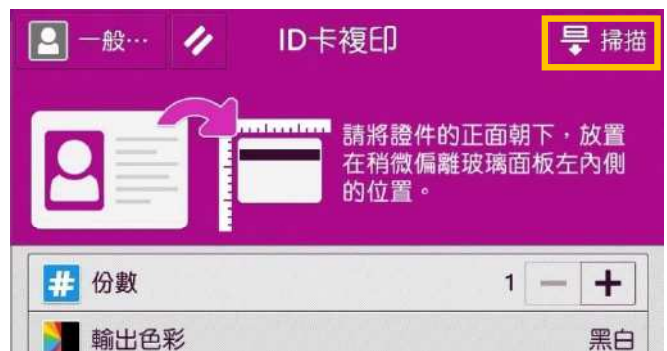 一般… ID卡複印 掃描
請將證件的正面朝下，放置
在稍微偏離玻璃面板左內側
的位置。
# 份數 1 − +
輸出色彩 黑白